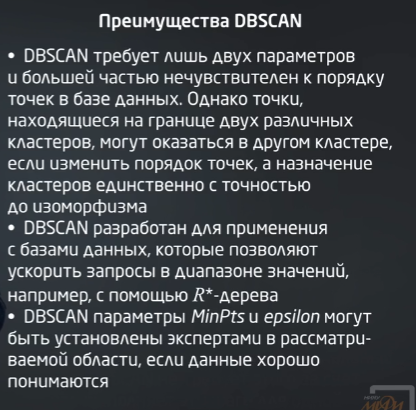 Преимущества DBSCAN
• DBSCAN требует лишь двух параметров
и большей частью нечувствителен к порядку
точек в базе данных. Однако точки,
находящиеся на границе двух различных
кластеров, могут оказаться в другом кластере,
если изменить порядок точек, а назначение
кластеров единственно с точностью
до изоморфизма
• DBSCAN разработан для применения
с базами данных, которые позволяют
ускорить запросы в диапазоне значений,
например, с помощью R*-дерева
• DBSCAN параметры MinPts и epsilon могут
быть установлены экспертами в рассматри-
ваемой области, если данные хорошо
понимаются